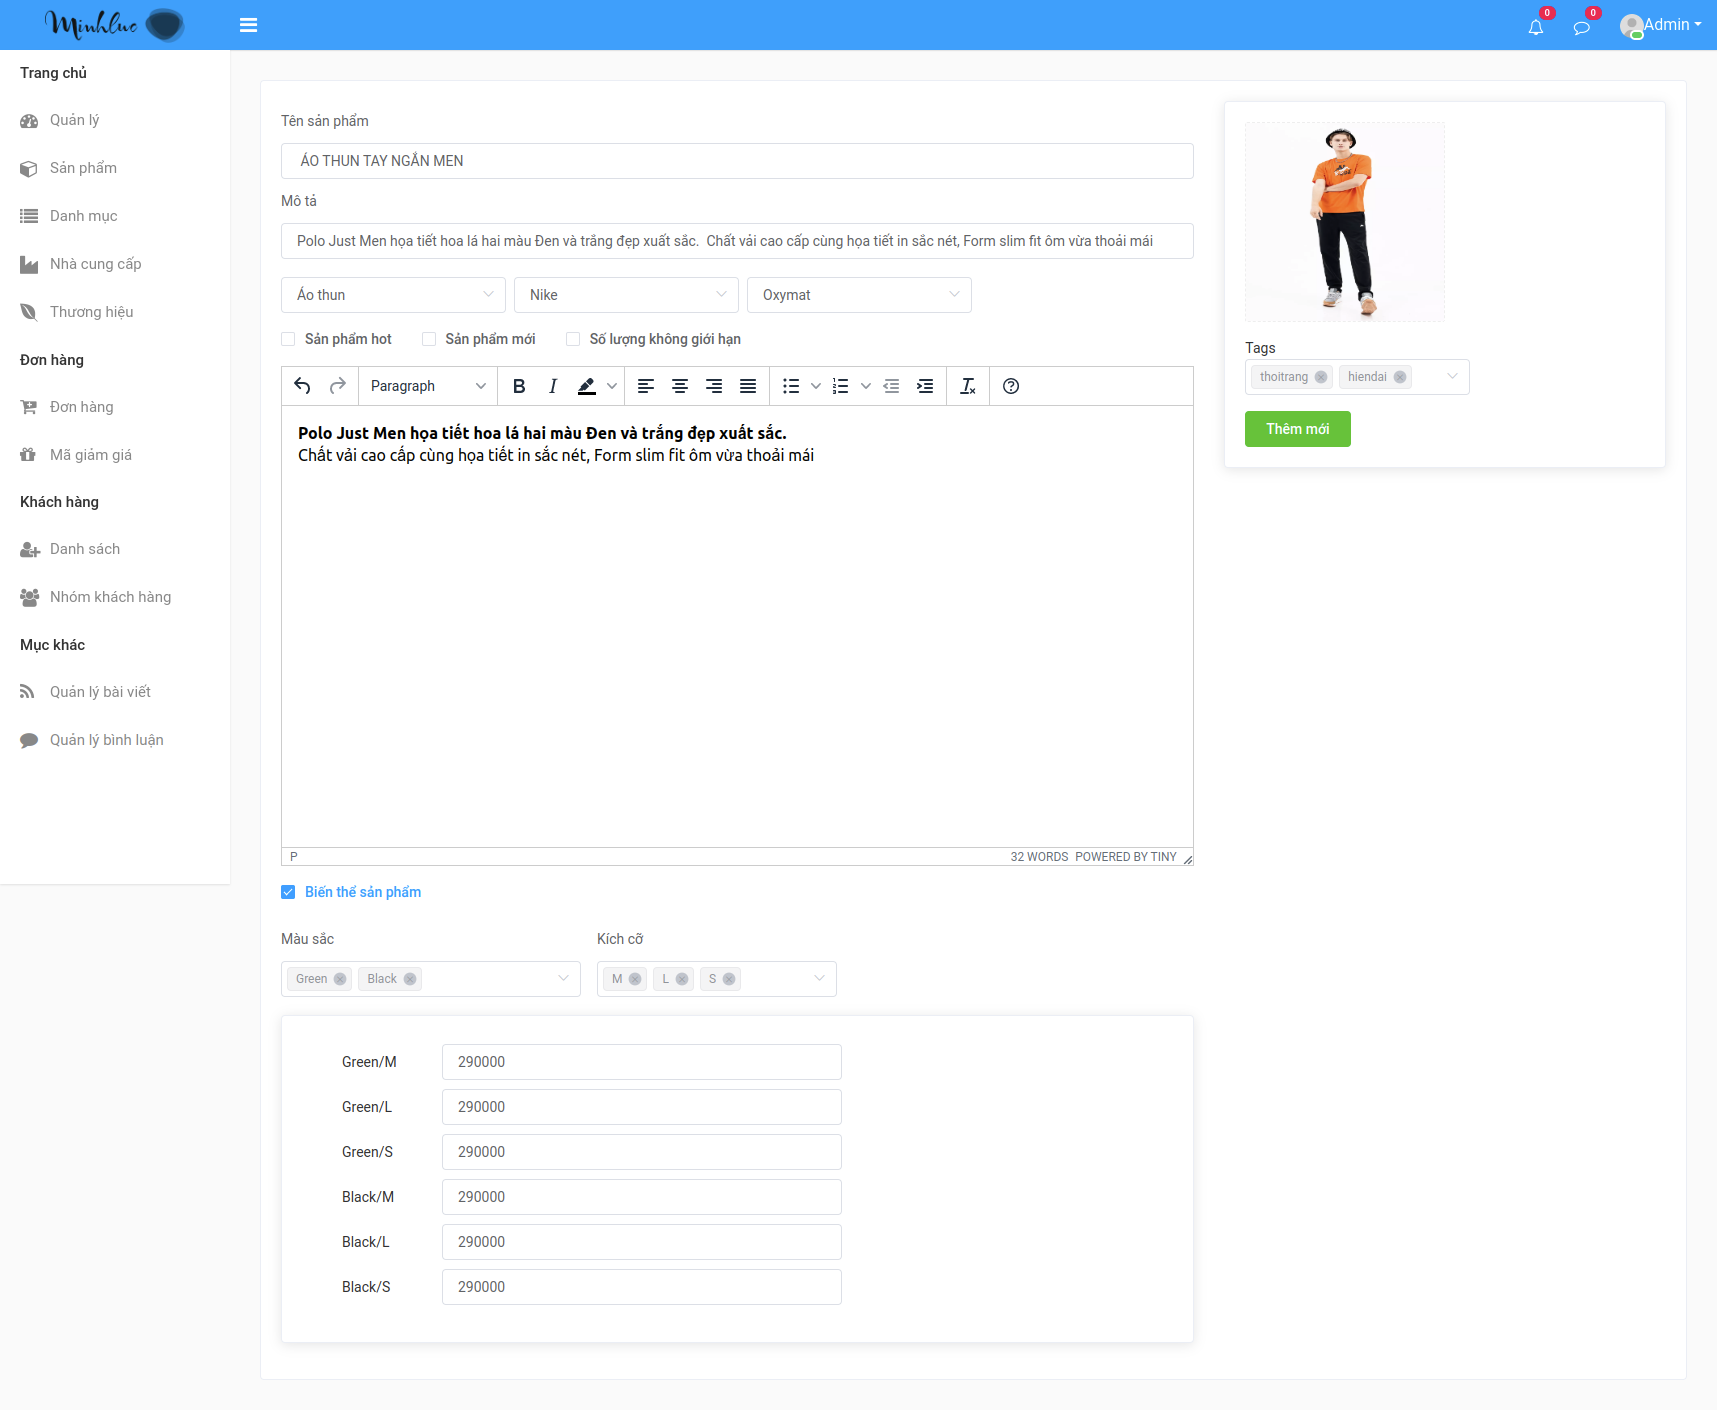 Minhluo
0
0
Admin
Trang chủ
Quản lý
Sản phẩm
Danh mục
Nhà cung cấp
Thương hiệu
Đơn hàng
Đơn hàng
Mã giảm giá
Khách hàng
Danh sách
Nhóm khách hàng
Mục khác
Quản lý bài viết
Quản lý bình luận
Tên sản phẩm
ÁO THUN TAY NGẮN MEN
Mô tả
Polo Just Men họa tiết hoa lá hai màu Đen và trắng đẹp xuất sắc.  Chất vải cao cấp cùng họa tiết in sắc nét, Form slim fit ôm vừa thoải mái
Áo thun
Nike
Oxymat
Sản phẩm hot
Sản phẩm mới
Số lượng không giới hạn
Paragraph
Polo Just Men họa tiết hoa lá hai màu Đen và trắng đẹp xuất sắc.
Chất vải cao cấp cùng họa tiết in sắc nét, Form slim fit ôm vừa thoải mái
P
32 WORDS POWERED BY TINY
Biến thể sản phẩm
Màu sắc
Green
Black
Kích cỡ
M
L
S
Green/M 290000
Green/L 290000
Green/S 290000
Black/M 290000
Black/L 290000
Black/S 290000
Tags
thoitrang
hiendai
Thêm mới